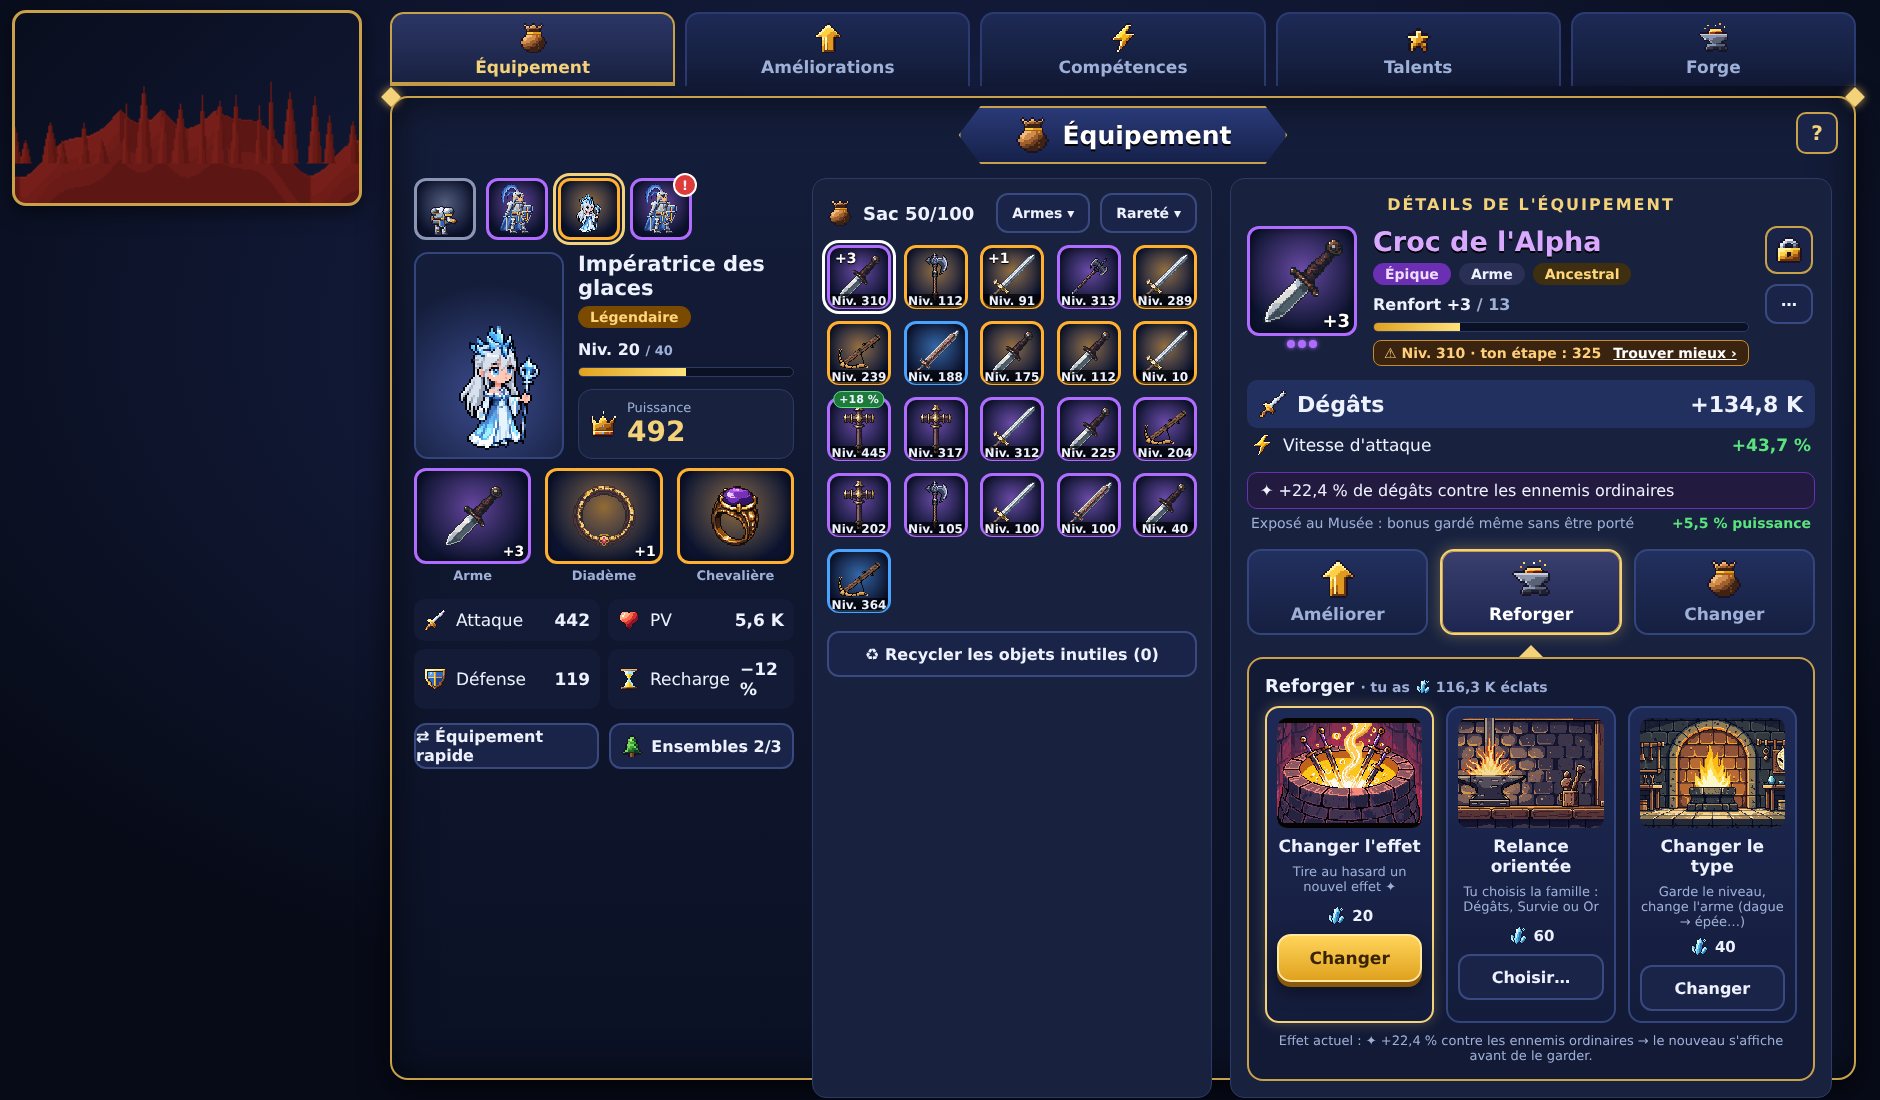 Équipement
Améliorations
Compétences
Talents
Forge
Équipement
?
!
Impératrice des
glaces
Légendaire
Niv. 20 / 40
Puissance
492
+3
+1
Arme
Diadème
Chevalière
Attaque 442
PV 5,6 K
Défense 119
Recharge −12
%
⇄ Équipement
rapide
Ensembles 2/3
Sac 50/100
Armes ▾
Rareté ▾
+3
Niv. 310
Niv. 112
+1
Niv. 91
Niv. 313
Niv. 289
Niv. 239
Niv. 188
Niv. 175
Niv. 112
Niv. 10
+18 %
Niv. 445
Niv. 317
Niv. 312
Niv. 225
Niv. 204
Niv. 202
Niv. 105
Niv. 100
Niv. 100
Niv. 40
Niv. 364
♻ Recycler les objets inutiles (0)
DÉTAILS DE L'ÉQUIPEMENT
+3
Croc de l'Alpha
Épique
Arme
Ancestral
Renfort +3 / 13
⚠ Niv. 310 · ton étape : 325 Trouver mieux ›
...
Dégâts +134,8 K
Vitesse d'attaque +43,7 %
✦ +22,4 % de dégâts contre les ennemis ordinaires
Exposé au Musée : bonus gardé même sans être porté +5,5 % puissance
Améliorer
Reforger
Changer
Reforger · tu as 116,3 K éclats
Changer l'effet
Tire au hasard un
nouvel effet ✦
20
Changer
Relance
orientée
Tu choisis la famille :
Dégâts, Survie ou Or
60
Choisir...
Changer le
type
Garde le niveau,
change l'arme (dague
→ épée...)
40
Changer
Effet actuel : ✦ +22,4 % contre les ennemis ordinaires → le nouveau s'affiche
avant de le garder.